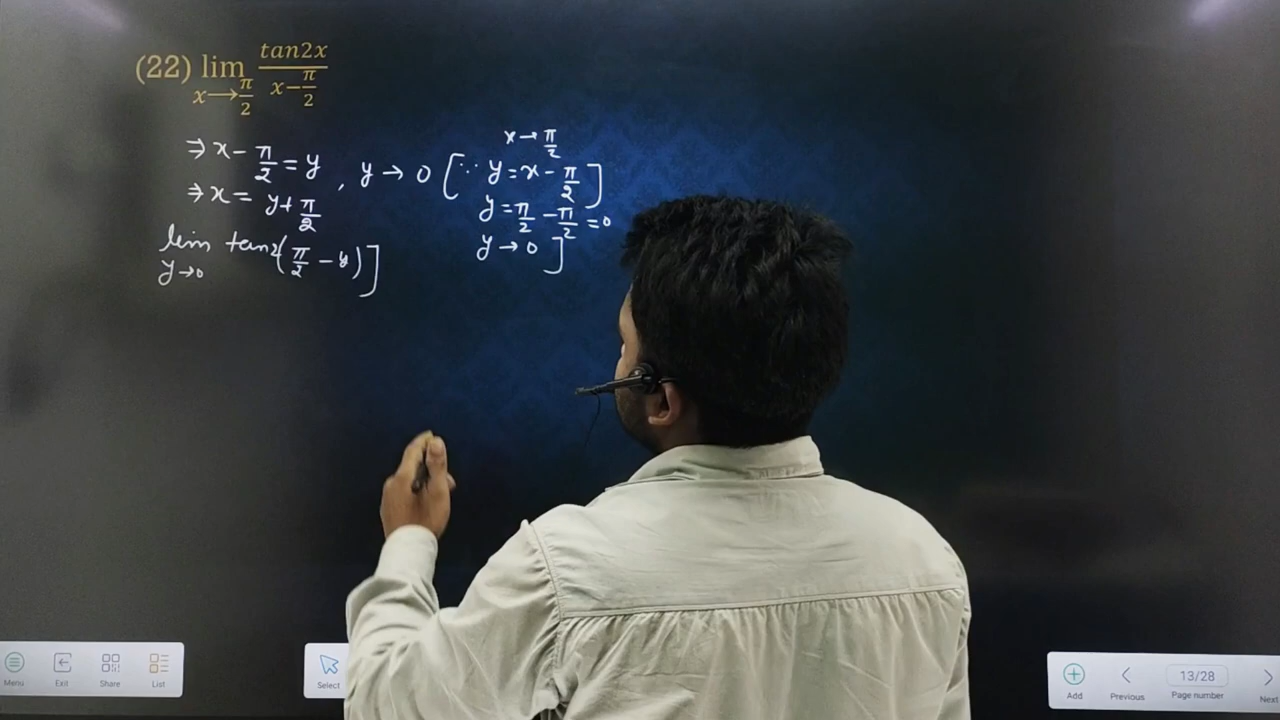 (22) lim x→π/2 tan2x / x−π/2
⇒ x − π/2 = y , y → 0 [∵ y = x − π/2]
x → π/2
⇒ x = y + π/2
y = π/2 − π/2 = 0
y → 0 ]
lim y→0 tan2(π/2 − y)]
Menu
Exit
Share
List
Select
Add
Previous
13/28
Page number
Next